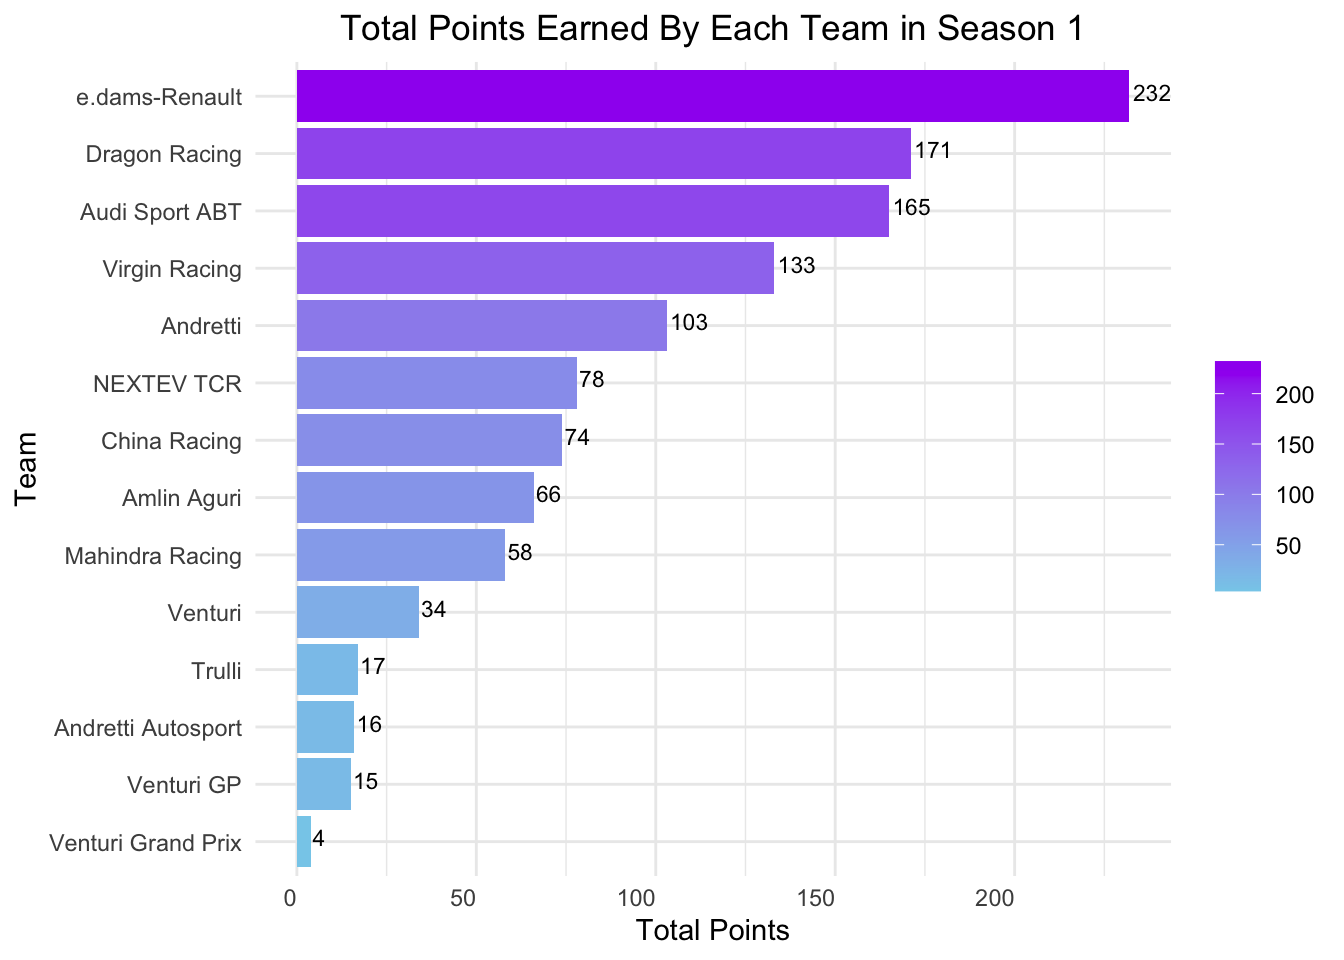 Total Points Earned By Each Team in Season 1
e.dams-Renault 232
Dragon Racing 171
Audi Sport ABT 165
Virgin Racing 133
Andretti 103
NEXTEV TCR 78
China Racing 74
Amlin Aguri 66
Mahindra Racing 58
Venturi 34
Trulli 17
Andretti Autosport 16
Venturi GP 15
Venturi Grand Prix 4
Team
0 50 100 150 200
Total Points
200
150
100
50